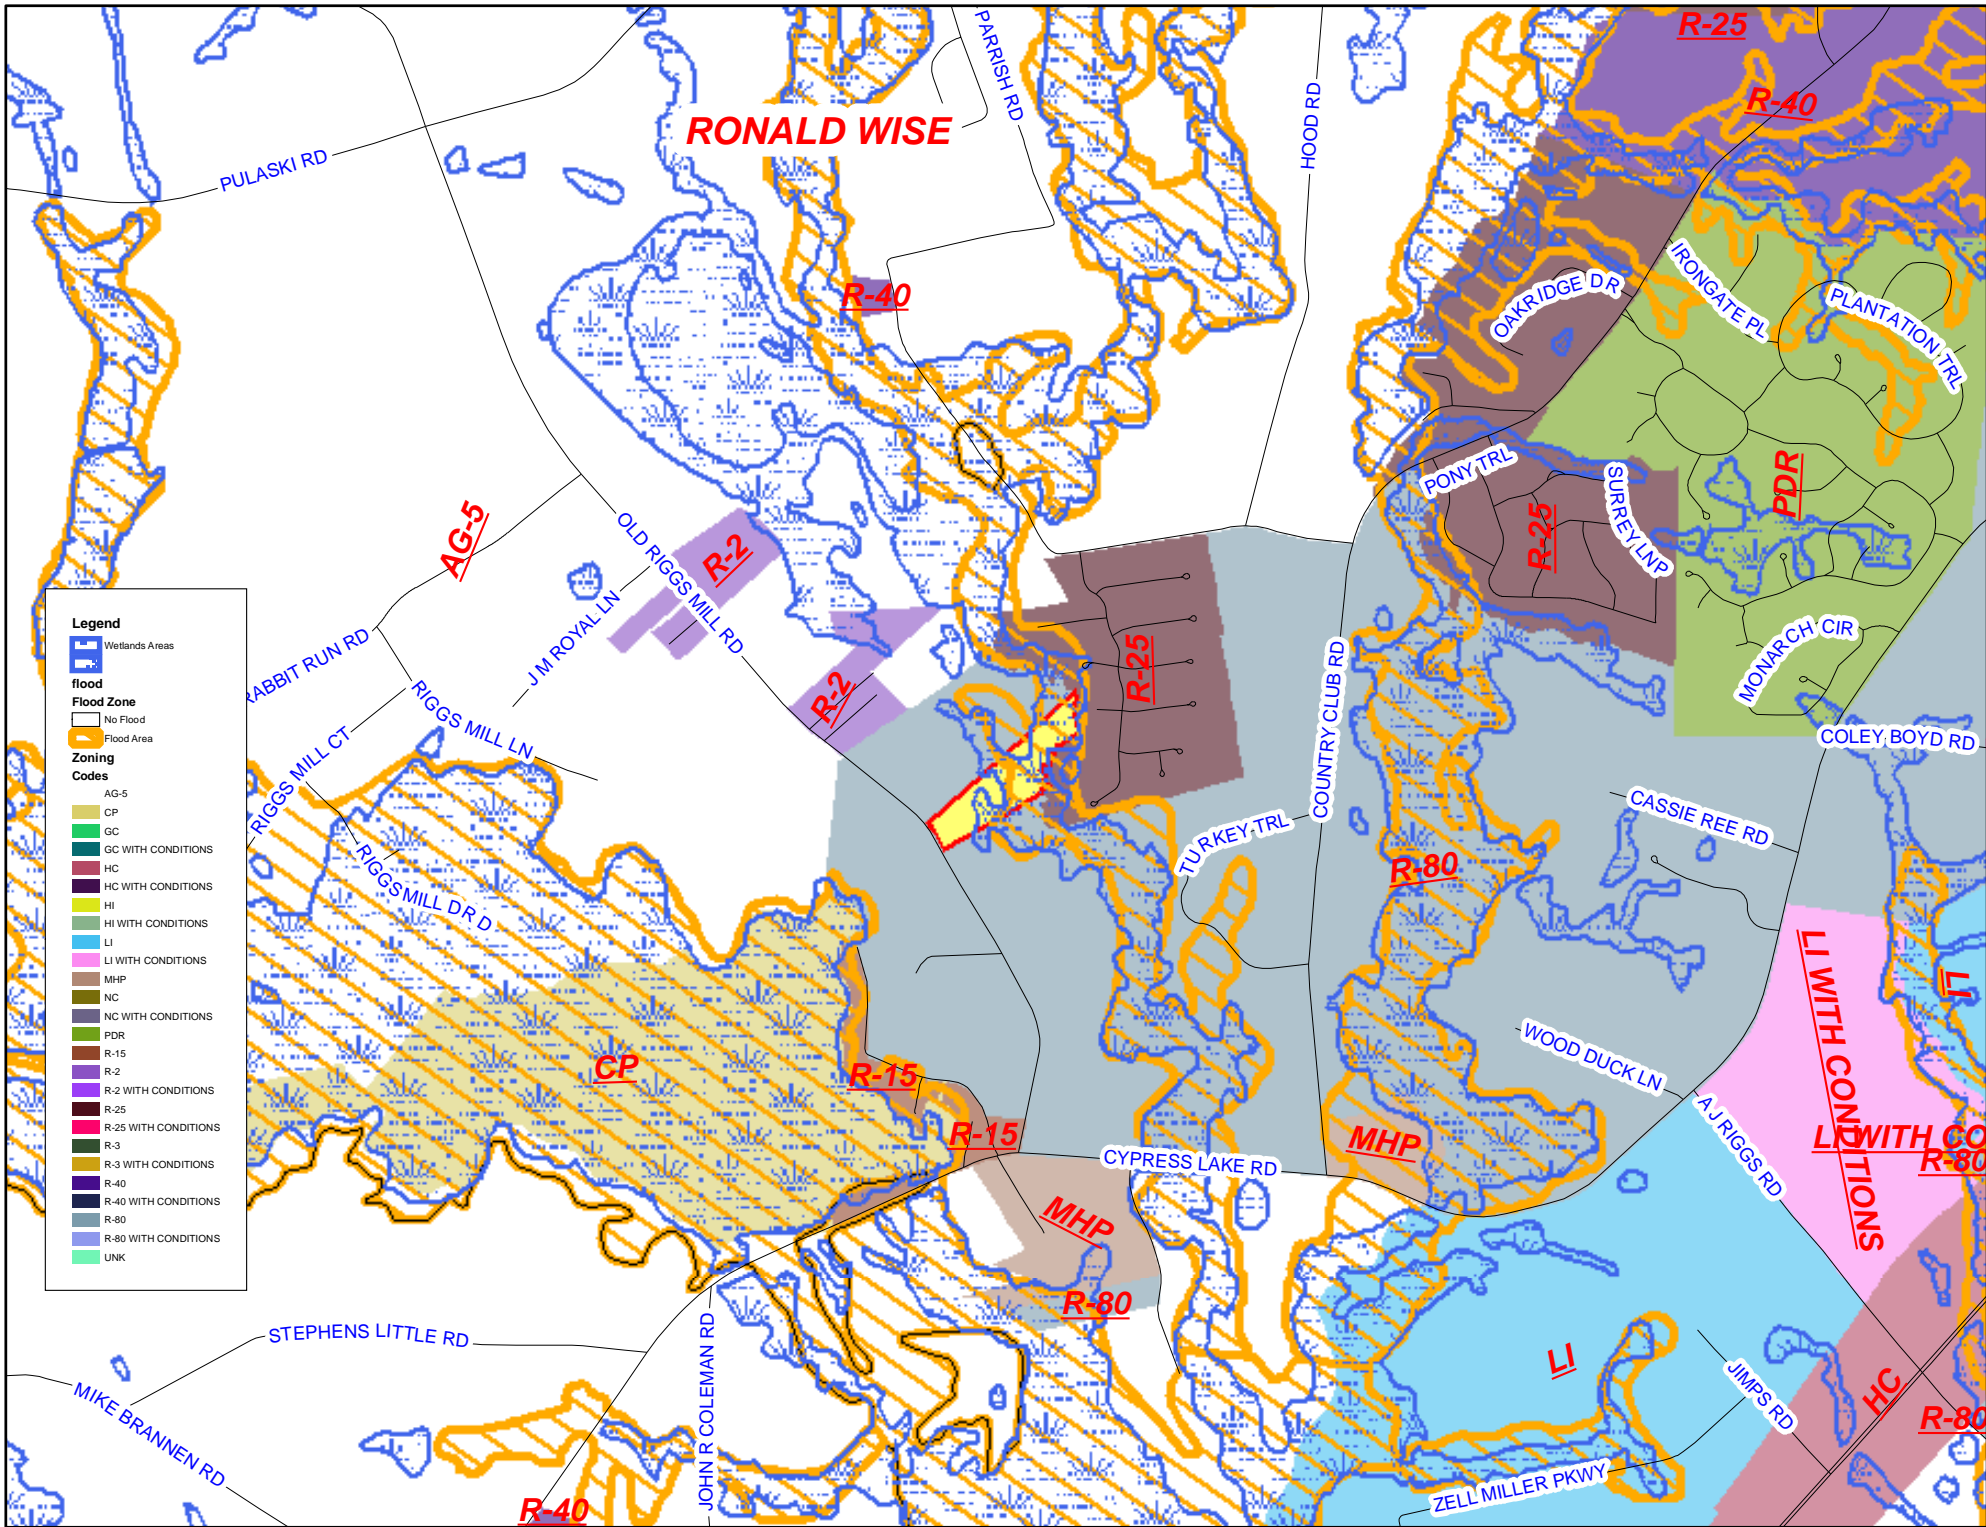 R-25
PARRISH RD
HOOD RD
R-40
RONALD WISE
PULASKI RD
IRONGATE PL
OAKRIDGE DR
PLANTATION TRL
R-40
PONY TRL
SURREY LNP
PDR
R-25
AG-5
OLD RIGGS MILL RD
R-2
J M ROYAL LN
RABBIT RUN RD
RIGGS MILL LN
RIGGS MILL CT
RIGGSMILL DR D
R-2
R-25
COUNTRY CLUB RD
MONARCH CIR
COLEY BOYD RD
CASSIE REE RD
TURKEY TRL
R-80
LI WITH CONDITIONS
LI
WOOD DUCK LN
CP
R-15
R-15
MHP
CYPRESS LAKE RD
A J RIGGS RD
LI WITH CO
R-80
MHP
R-80
LI
JIMPS RD
HC
R-80
ZELL MILLER PKWY
STEPHENS LITTLE RD
MIKE BRANNEN RD
JOHN R COLEMAN RD
R-40
Legend
Wetlands Areas
flood
Flood Zone
No Flood
Flood Area
Zoning
Codes
AG-5
CP
GC
GC WITH CONDITIONS
HC
HC WITH CONDITIONS
HI
HI WITH CONDITIONS
LI
LI WITH CONDITIONS
MHP
NC
NC WITH CONDITIONS
PDR
R-15
R-2
R-2 WITH CONDITIONS
R-25
R-25 WITH CONDITIONS
R-3
R-3 WITH CONDITIONS
R-40
R-40 WITH CONDITIONS
R-80
R-80 WITH CONDITIONS
UNK